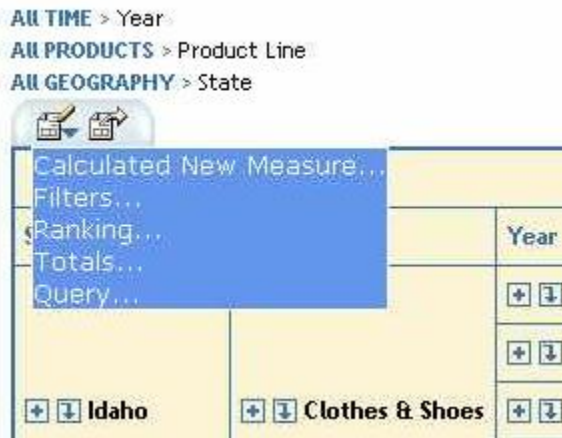 All TIME > Year
All PRODUCTS > Product Line
All GEOGRAPHY > State
Calculated New Measure...
Filters...
Ranking...
Totals...
Query...
Year
Idaho
Clothes & Shoes